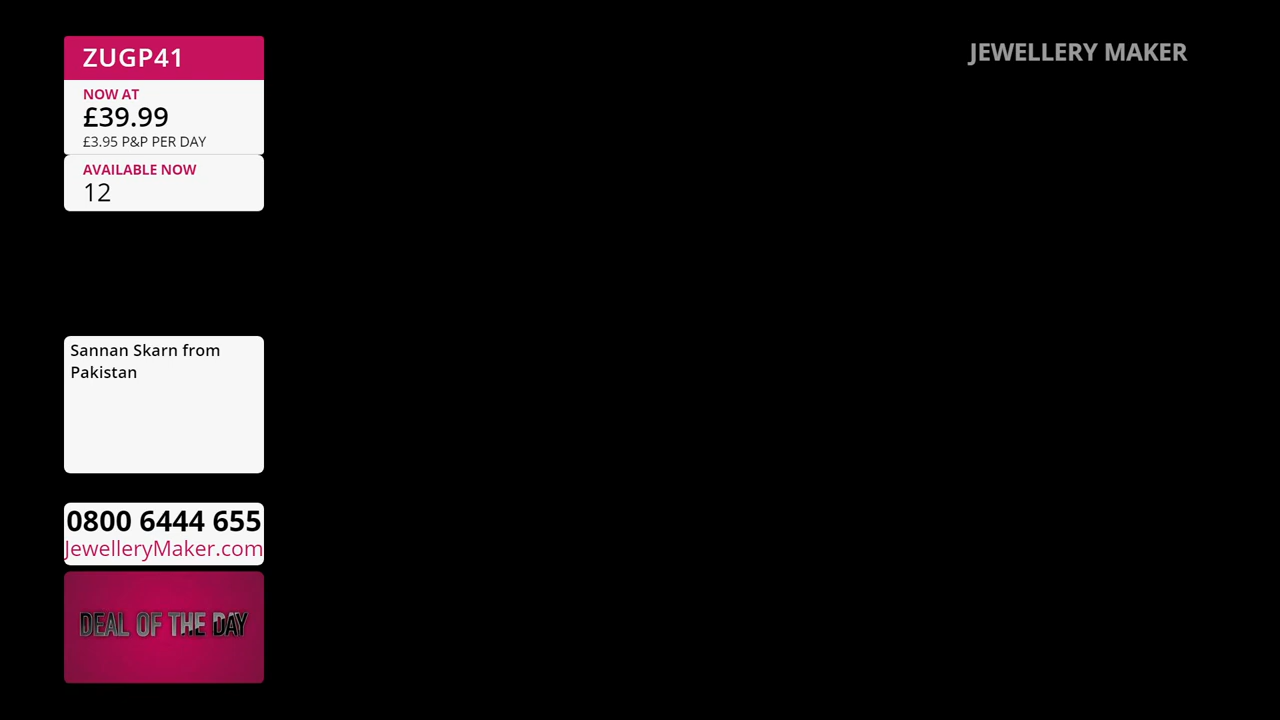 ZUGP41
JEWELLERY MAKER
NOW AT
£39.99
£3.95 P&P PER DAY
AVAILABLE NOW
12
Sannan Skarn from
Pakistan
0800 6444 655
JewelleryMaker.com
DEAL OF THE DAY